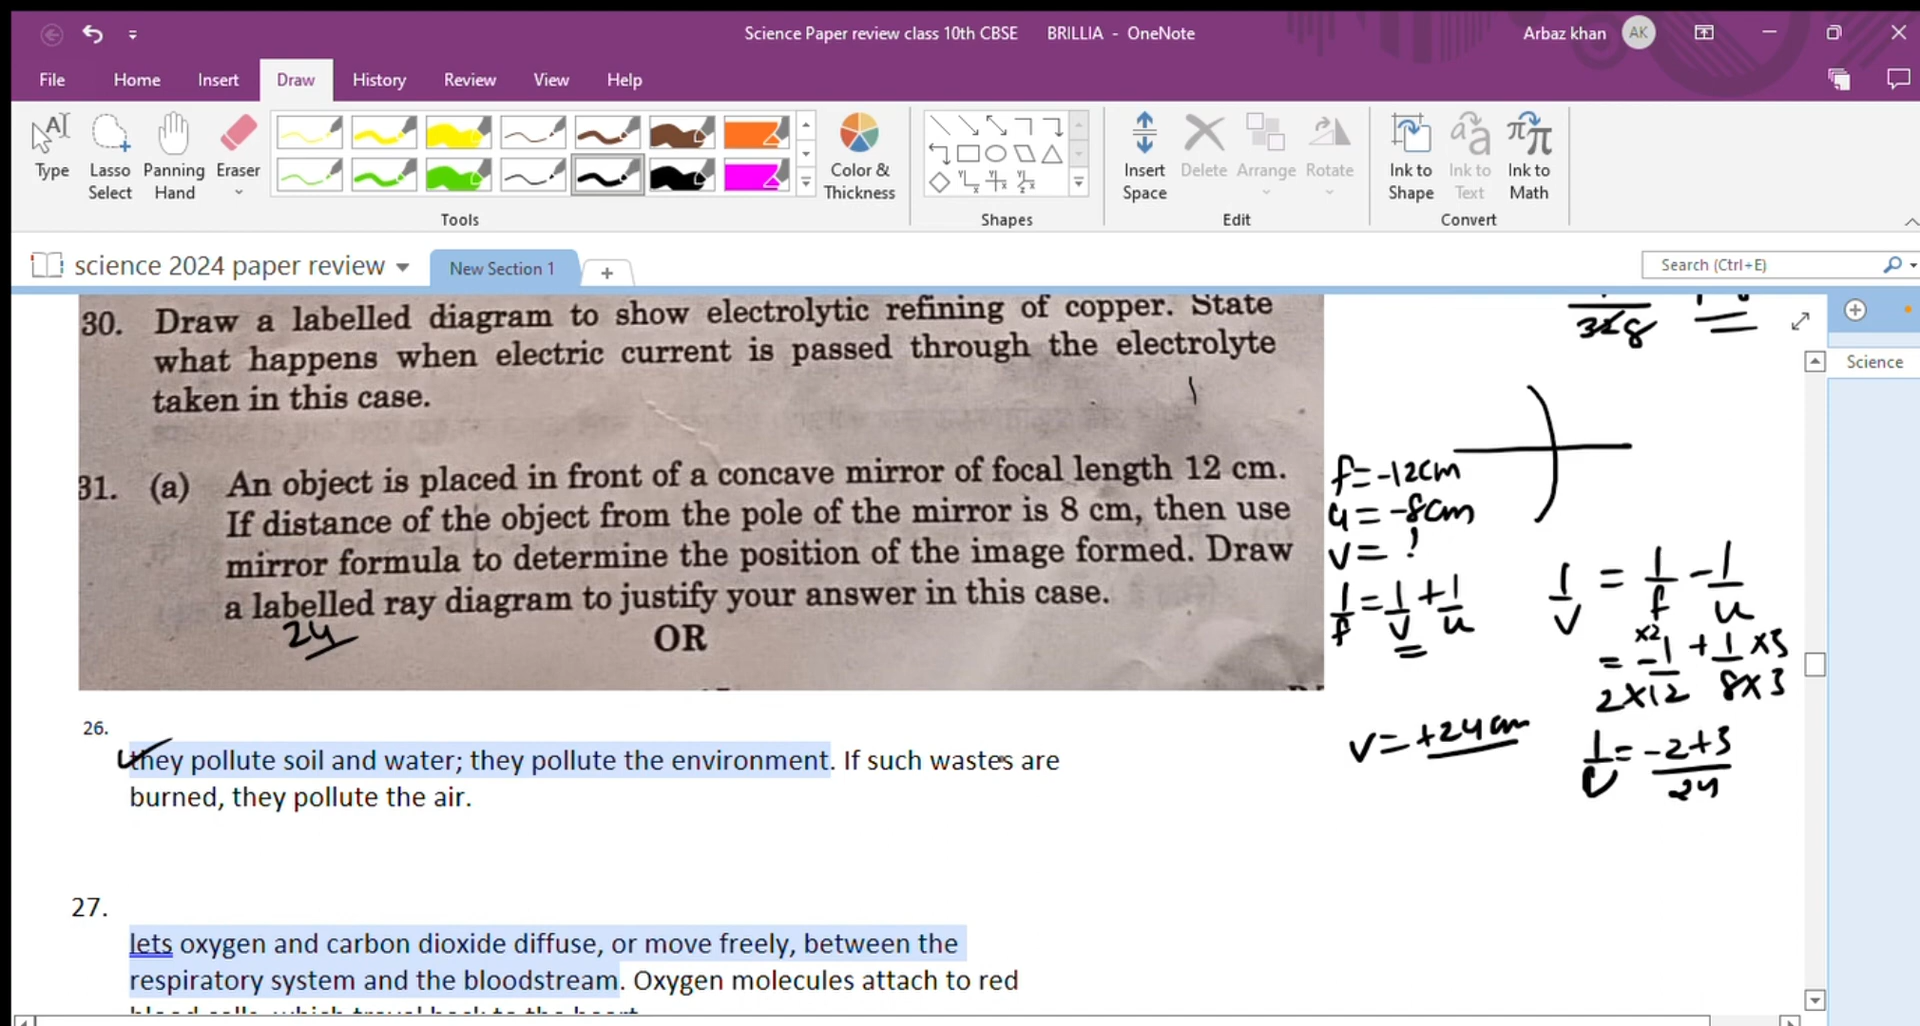 Science Paper review class 10th CBSE BRILLIA - OneNote
Arbaz khan AK
File Home Insert Draw History Review View Help
Type
Lasso Select
Panning Hand
Eraser
Color & Thickness
Insert Space
Delete
Arrange
Rotate
Ink to Shape
Ink to Text
Ink to Math
Tools Shapes Edit Convert
science 2024 paper review New Section 1 +
Search (Ctrl+E)
Science
30. Draw a labelled diagram to show electrolytic refining of copper. State
what happens when electric current is passed through the electrolyte
taken in this case.
31. (a) An object is placed in front of a concave mirror of focal length 12 cm.
If distance of the object from the pole of the mirror is 8 cm, then use
mirror formula to determine the position of the image formed. Draw
a labelled ray diagram to justify your answer in this case.
24
OR
f=-12cm
u=-8cm
v= ?
1/f=1/v+1/u
1/v = 1/f - 1/u
= -1×2/2×12 + 1×3/8×3
1/v = -2+3/24
v=+24cm
26.
they pollute soil and water; they pollute the environment. If such wastes are
burned, they pollute the air.
27.
lets oxygen and carbon dioxide diffuse, or move freely, between the
respiratory system and the bloodstream. Oxygen molecules attach to red